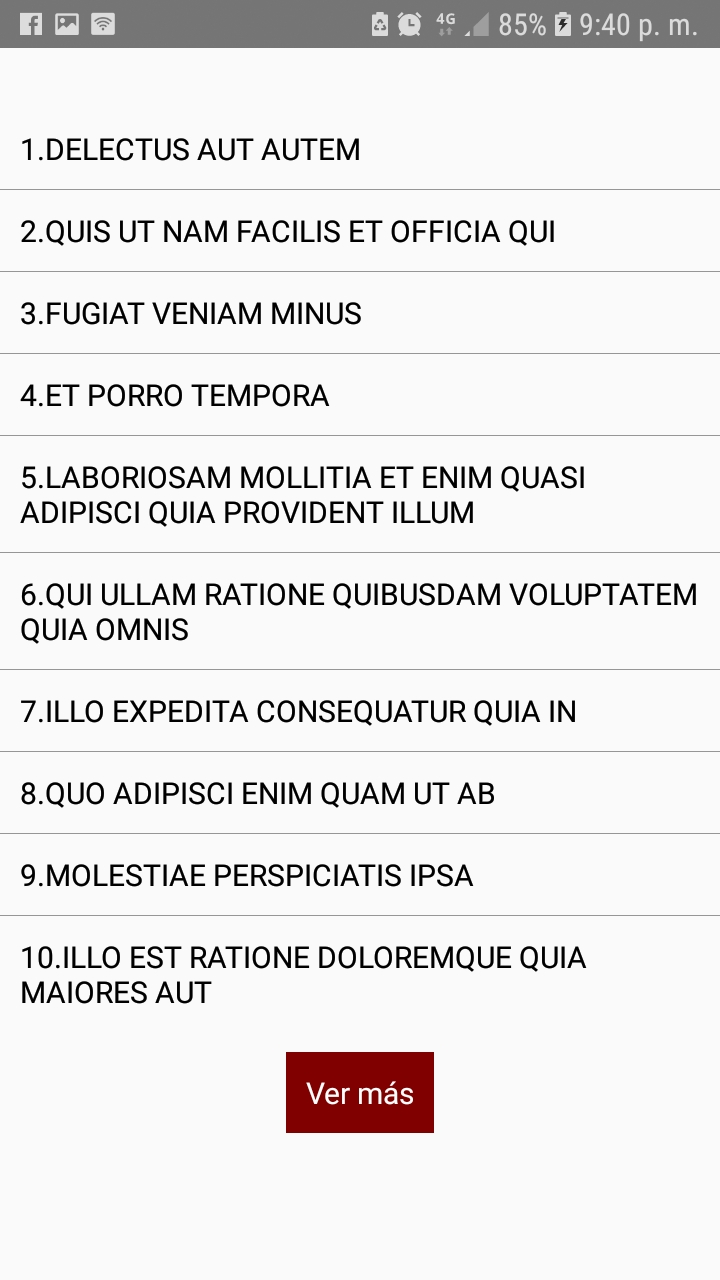 4G 85% 9:40 p. m.
1.DELECTUS AUT AUTEM
2.QUIS UT NAM FACILIS ET OFFICIA QUI
3.FUGIAT VENIAM MINUS
4.ET PORRO TEMPORA
5.LABORIOSAM MOLLITIA ET ENIM QUASI
ADIPISCI QUIA PROVIDENT ILLUM
6.QUI ULLAM RATIONE QUIBUSDAM VOLUPTATEM
QUIA OMNIS
7.ILLO EXPEDITA CONSEQUATUR QUIA IN
8.QUO ADIPISCI ENIM QUAM UT AB
9.MOLESTIAE PERSPICIATIS IPSA
10.ILLO EST RATIONE DOLOREMQUE QUIA
MAIORES AUT
Ver más